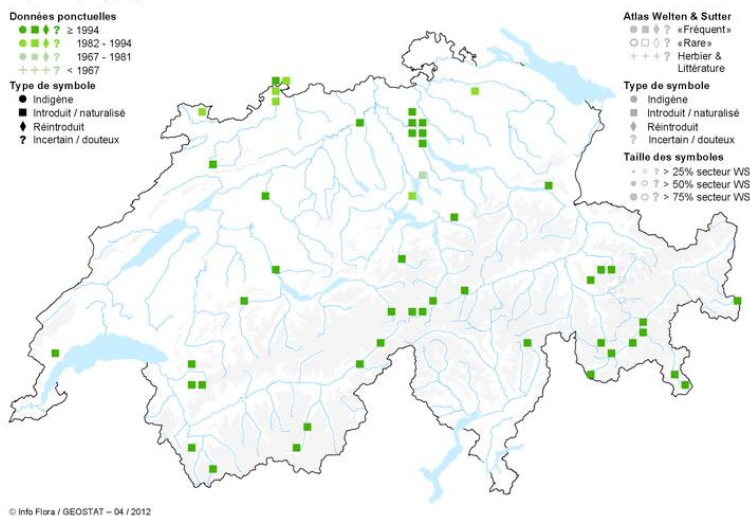 Données ponctuelles
≥ 1994
? 1982 - 1994
? 1967 - 1981
+++? < 1967
Type de symbole
Indigène
Introduit / naturalisé
Réintroduit
? Incertain / douteux
Atlas Welten & Sutter
? «Fréquent»
? «Rare»
+++? Herbier &
Littérature
Type de symbole
Indigène
Introduit / naturalisé
Réintroduit
? Incertain / douteux
Taille des symboles
? > 25% secteur WS
? > 50% secteur WS
? > 75% secteur WS
© Info Flora / GEOSTAT – 04 / 2012